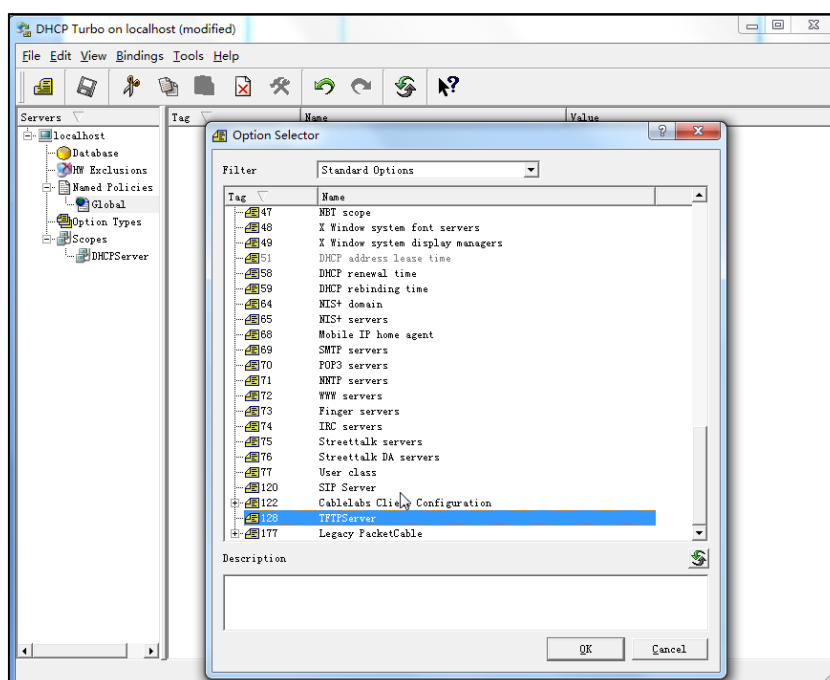 DHCP Turbo on localhost (modified)
File Edit View Bindings Tools Help
Servers Tag Name Value
localhost
Database
HW Exclusions
Named Policies
Global
Option Types
Scopes
DHCPServer
Option Selector
Filter Standard Options
Tag Name
47 NBT scope
48 X Window system font servers
49 X Window system display managers
51 DHCP address lease time
58 DHCP renewal time
59 DHCP rebinding time
64 NIS+ domain
65 NIS+ servers
68 Mobile IP home agent
69 SMTP servers
70 POP3 servers
71 NNTP servers
72 WWW servers
73 Finger servers
74 IRC servers
75 Streettalk servers
76 Streettalk DA servers
77 User class
120 SIP Server
122 Cablelabs Client Configuration
128 TFTPServer
177 Legacy PacketCable
Description
OK Cancel